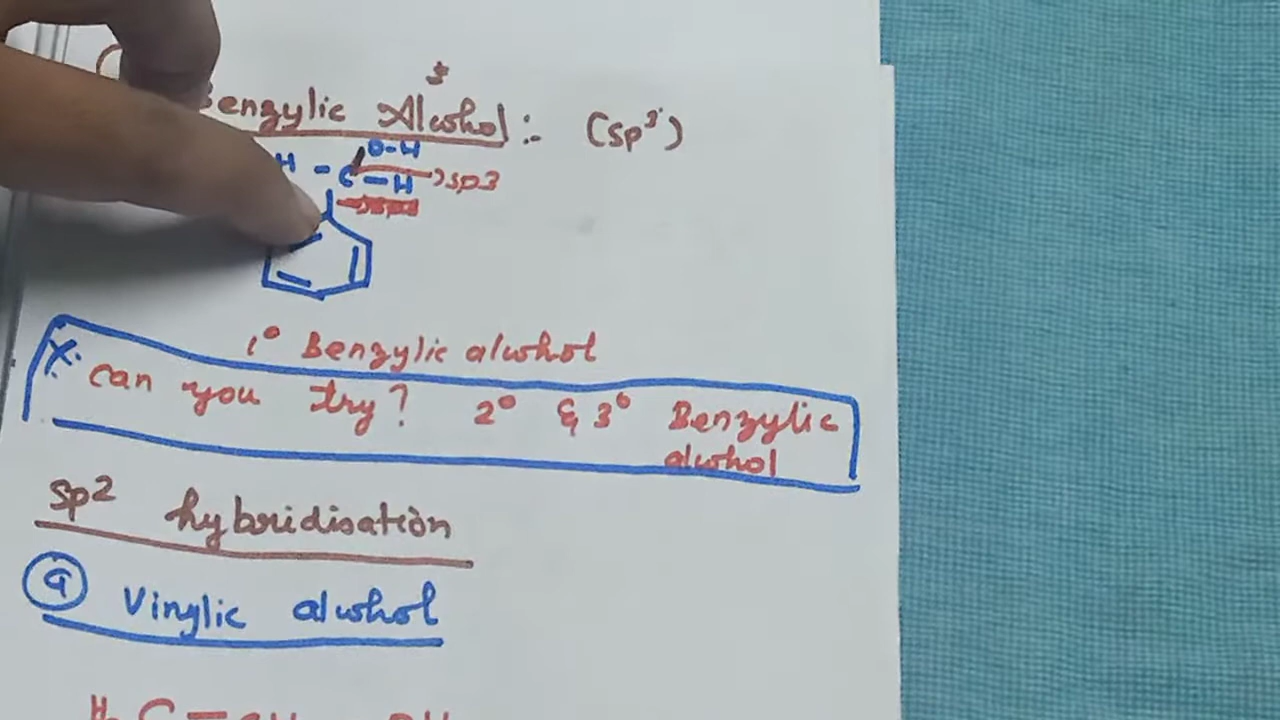 Benzylic Alcohol:- (sp³)
O-H
H - C - H → sp3
1° Benzylic alcohol
x. can you try? 2° & 3° Benzylic
alcohol
sp2 hybridisation
a vinylic alcohol